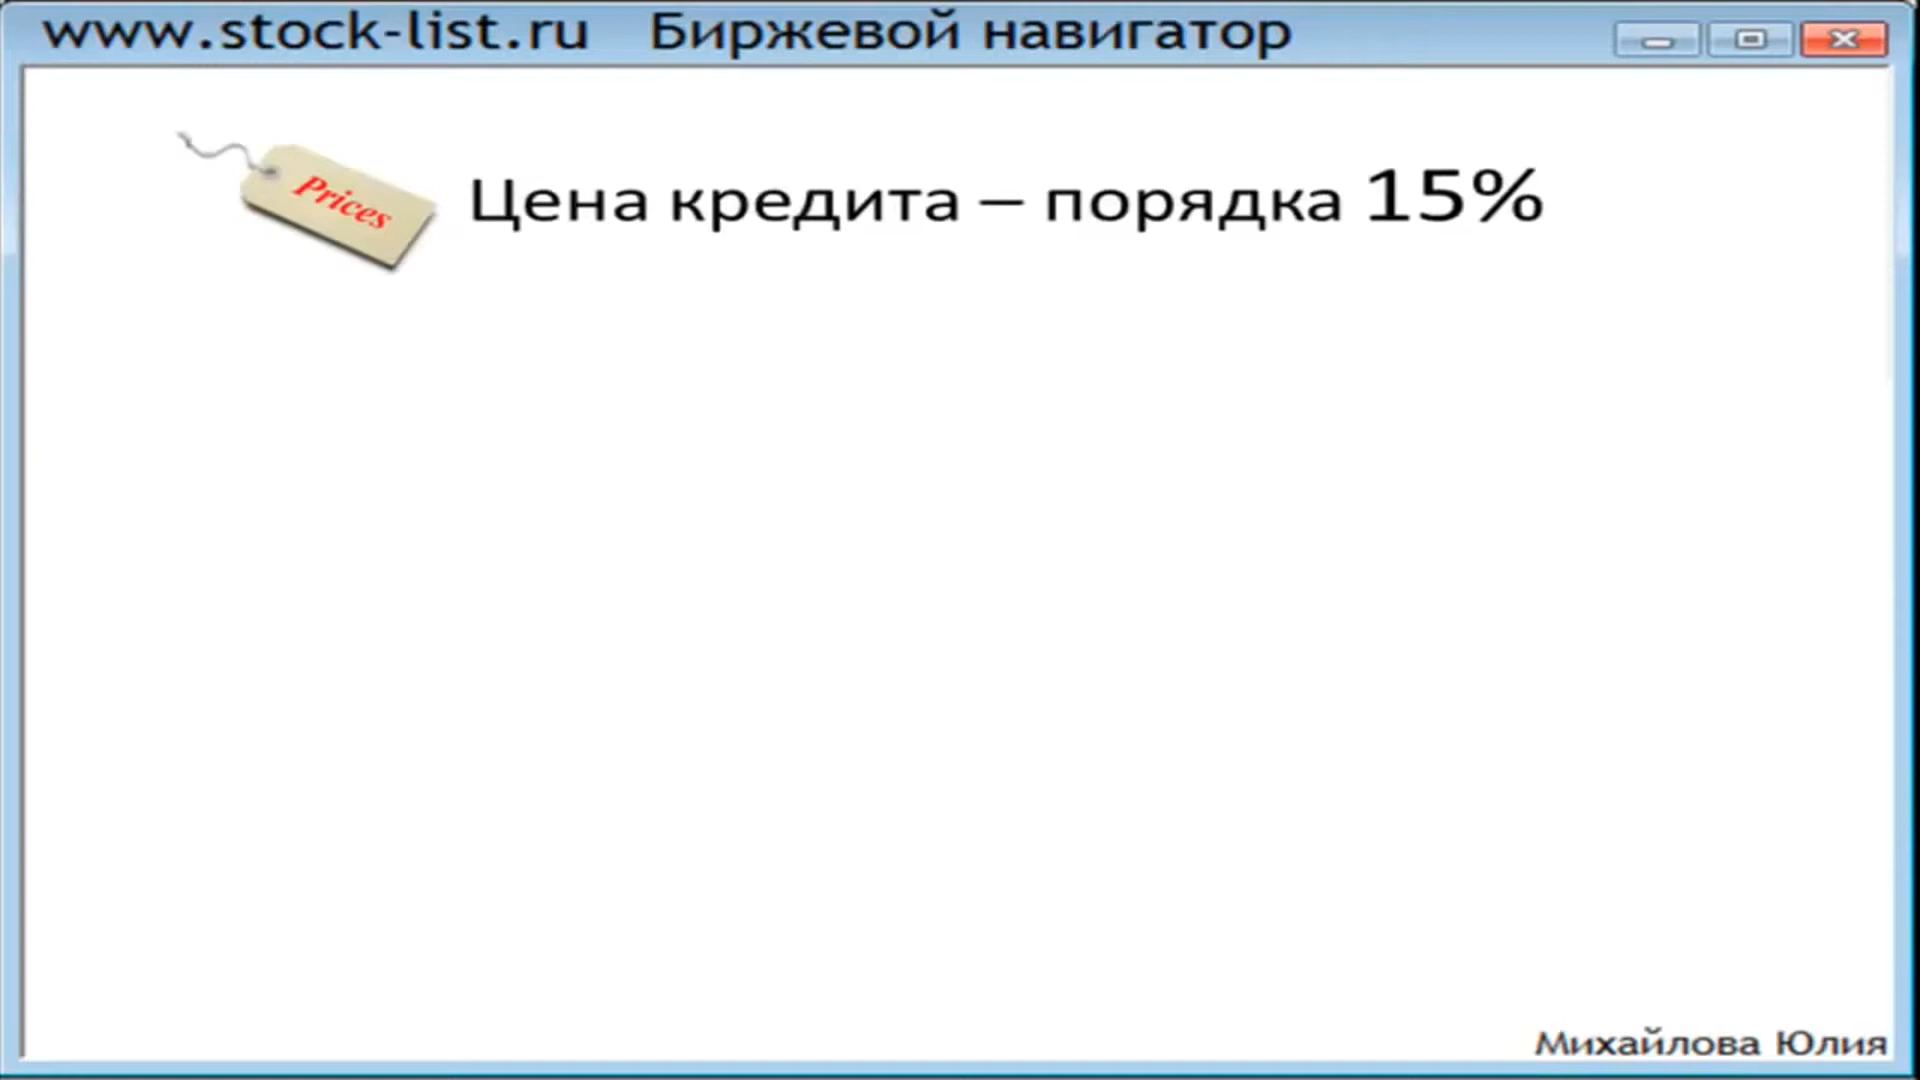 www.stock-list.ru Биржевой навигатор
Prices
Цена кредита – порядка 15%
Михайлова Юлия